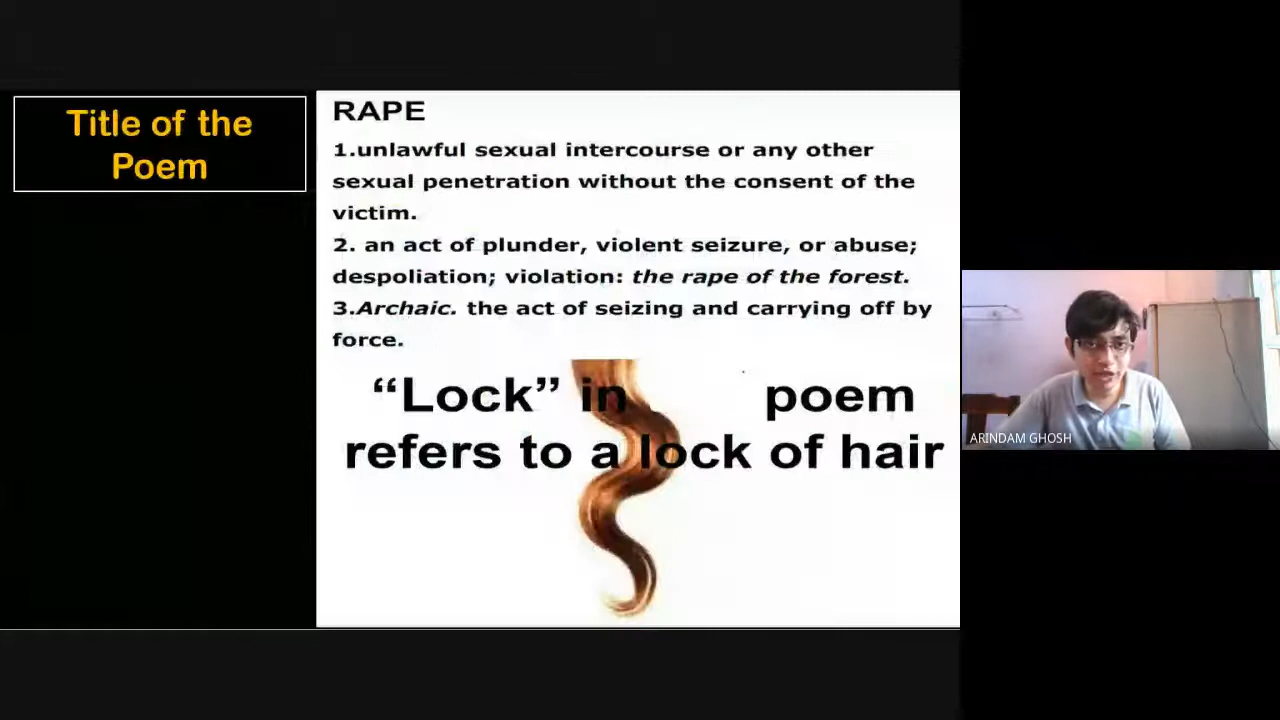 Title of the
Poem
RAPE
1.unlawful sexual intercourse or any other
sexual penetration without the consent of the
victim.
2. an act of plunder, violent seizure, or abuse;
despoliation; violation: the rape of the forest.
3.Archaic. the act of seizing and carrying off by
force.
“Lock” in poem
refers to a lock of hair
ARINDAM GHOSH